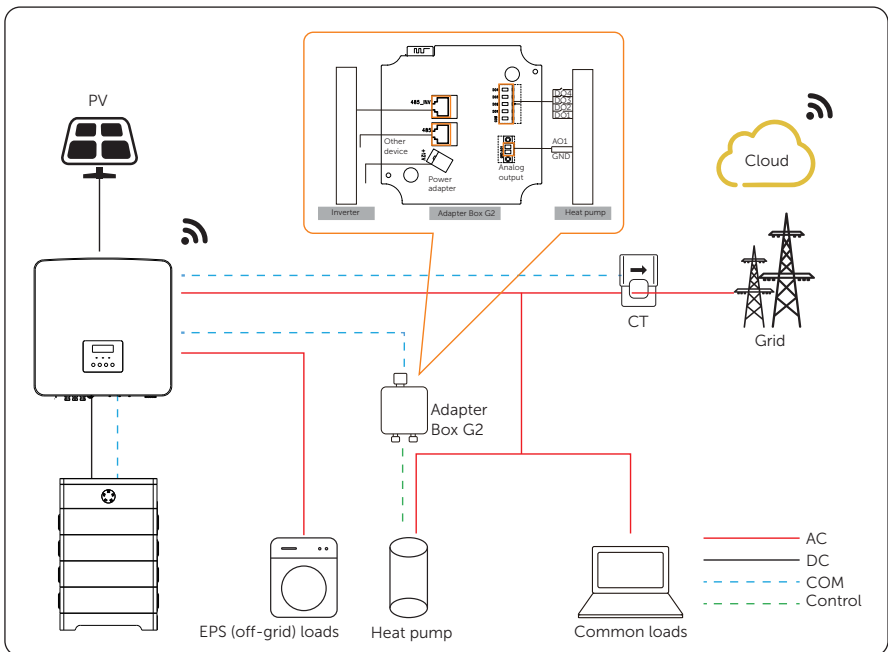 PV
485_INV
485
Other
device
AD+
Power
adapter
DO4
DO3
DO2
DO1
AO1
GND
Analog
output
Inverter
Adapter Box G2
Heat pump
Cloud
CT
Grid
Adapter
Box G2
EPS (off-grid) loads
Heat pump
Common loads
AC
DC
COM
Control